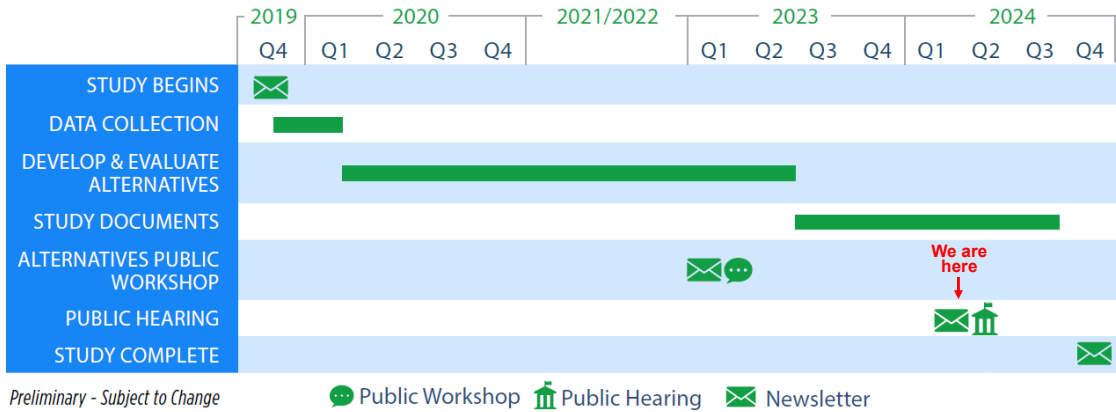 2019 2020 2021/2022 2023 2024
Q4 Q1 Q2 Q3 Q4 Q1 Q2 Q3 Q4 Q1 Q2 Q3 Q4
STUDY BEGINS
DATA COLLECTION
DEVELOP & EVALUATE
ALTERNATIVES
STUDY DOCUMENTS
ALTERNATIVES PUBLIC
WORKSHOP
We are
here
PUBLIC HEARING
STUDY COMPLETE
Preliminary - Subject to Change
Public Workshop Public Hearing Newsletter